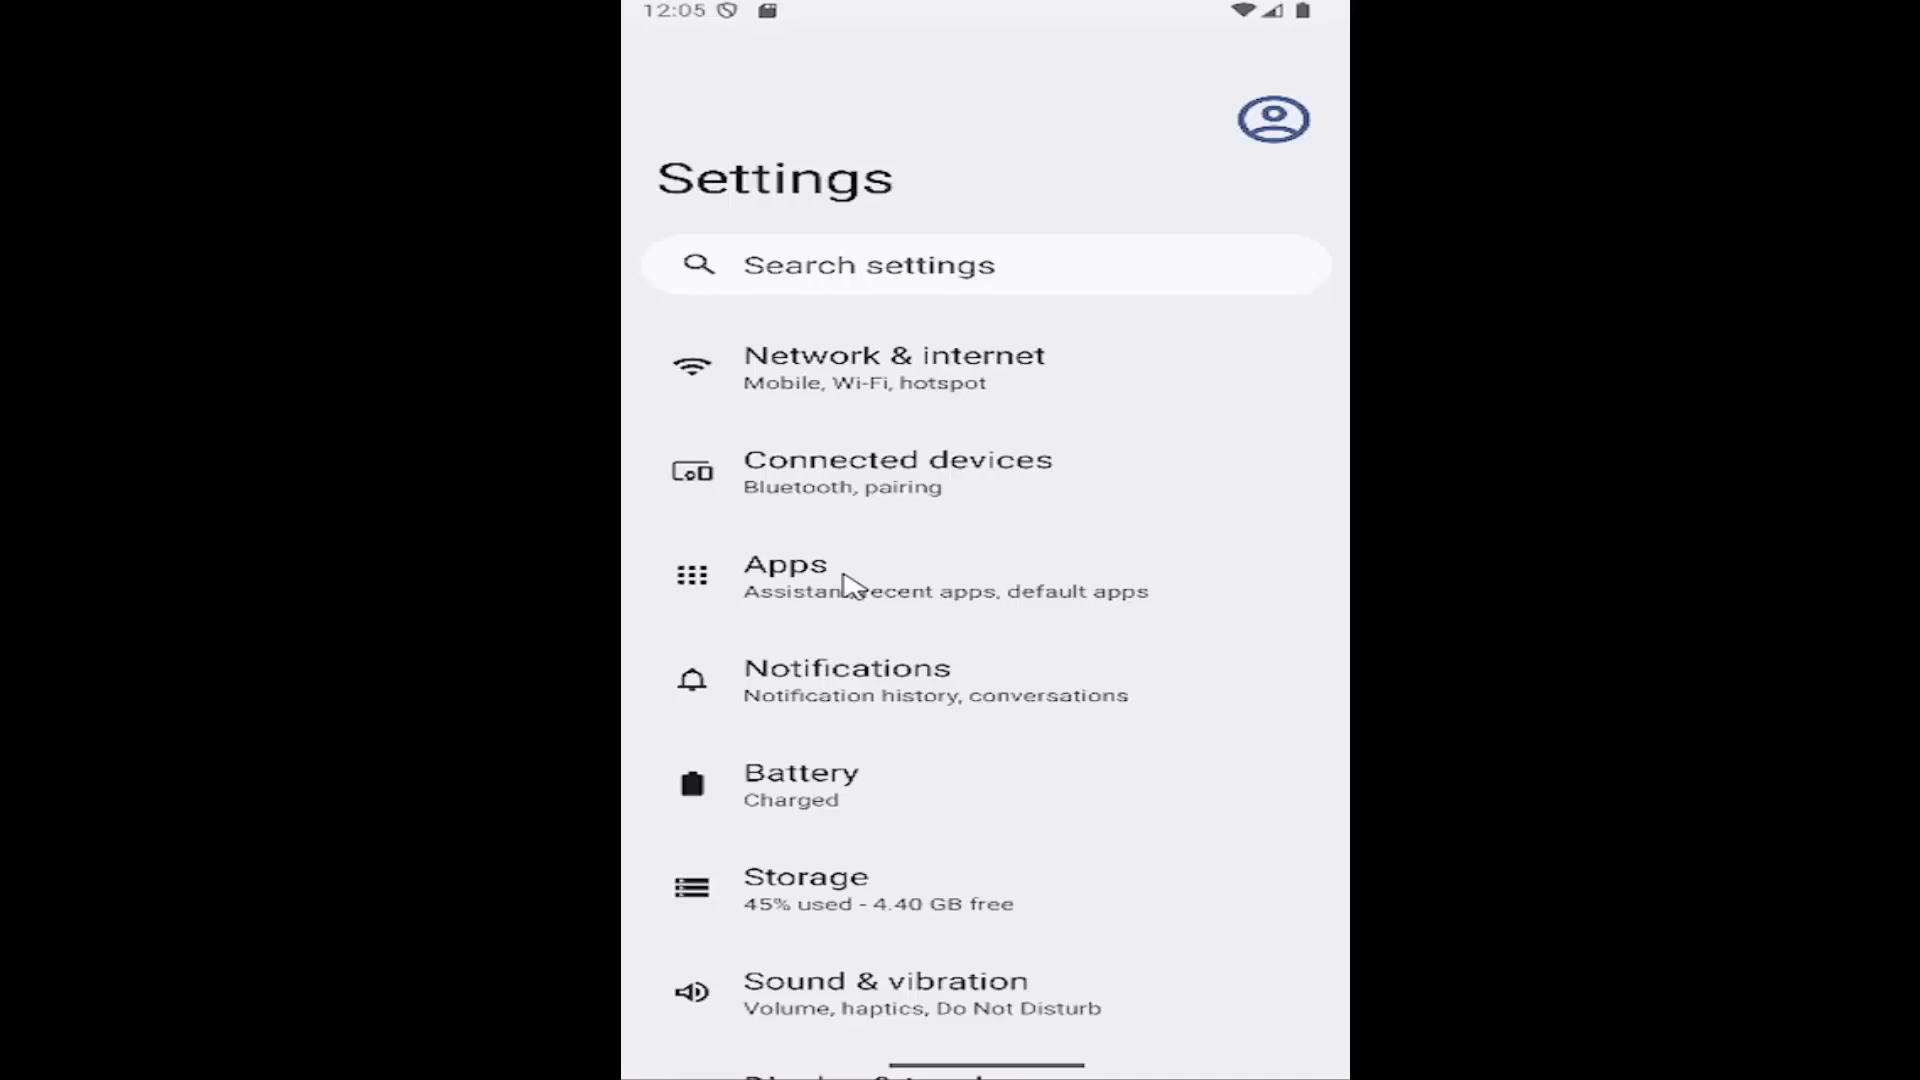 12:05
Settings
Search settings
Network & internet
Mobile, Wi-Fi, hotspot
Connected devices
Bluetooth, pairing
Apps
recent apps, default apps
Notifications
Notification history, conversations
Battery
Charged
Storage
45% used - 4.40 GB free
Sound & vibration
Volume, haptics, Do Not Disturb